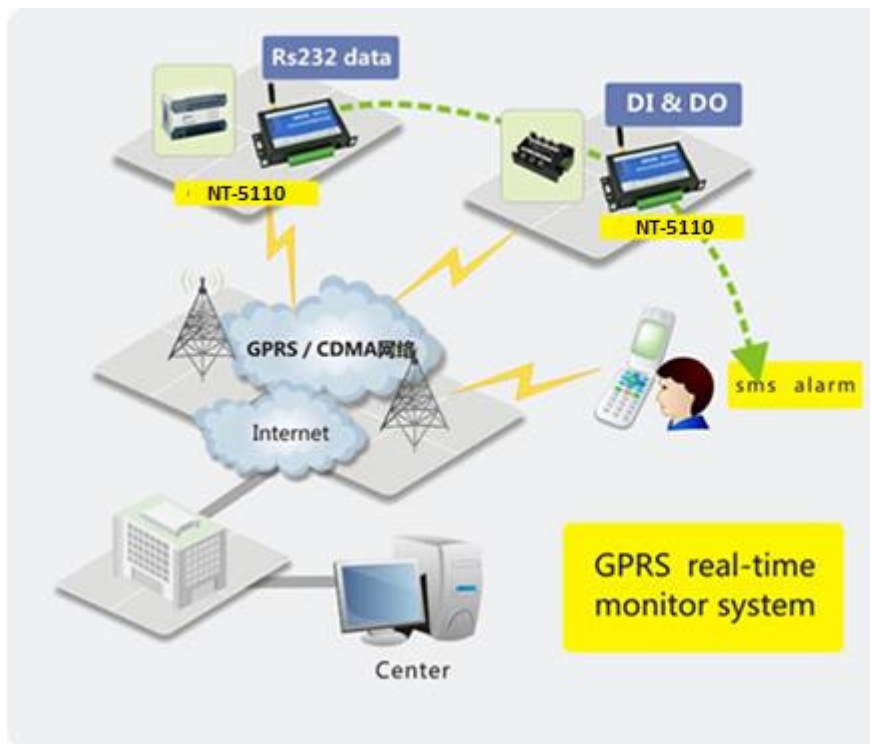 Rs232 data
DI & DO
NT-5110
NT-5110
GPRS / CDMA网络
sms alarm
Internet
GPRS real-time
monitor system
Center